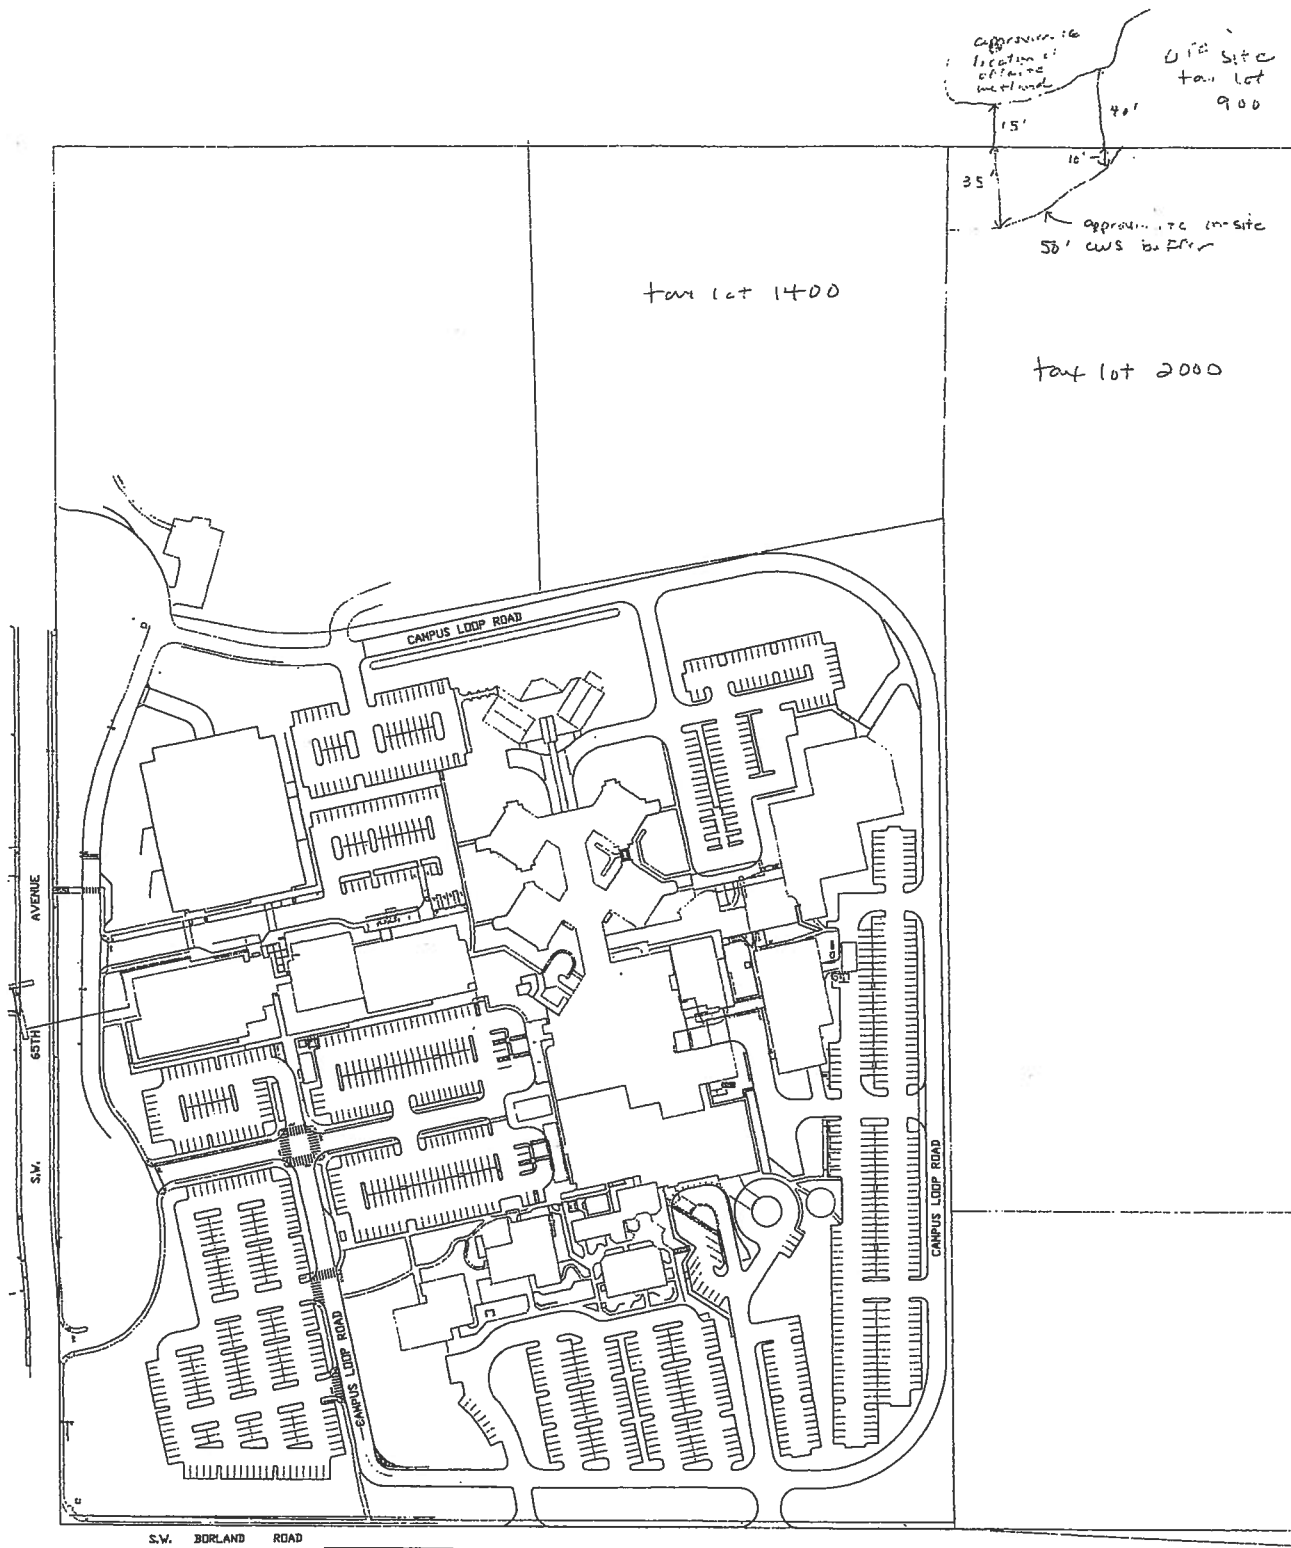 approximate
location of
offsite
wetland
off site
tax lot
900
15'
40'
10'
35'
approximate on-site
50' CWS buffer
tax lot 1400
tax lot 2000
CAMPUS LOOP ROAD
AVENUE
65TH
S.W.
CAMPUS LOOP ROAD
CAMPUS LOOP ROAD
S.W. BORLAND ROAD